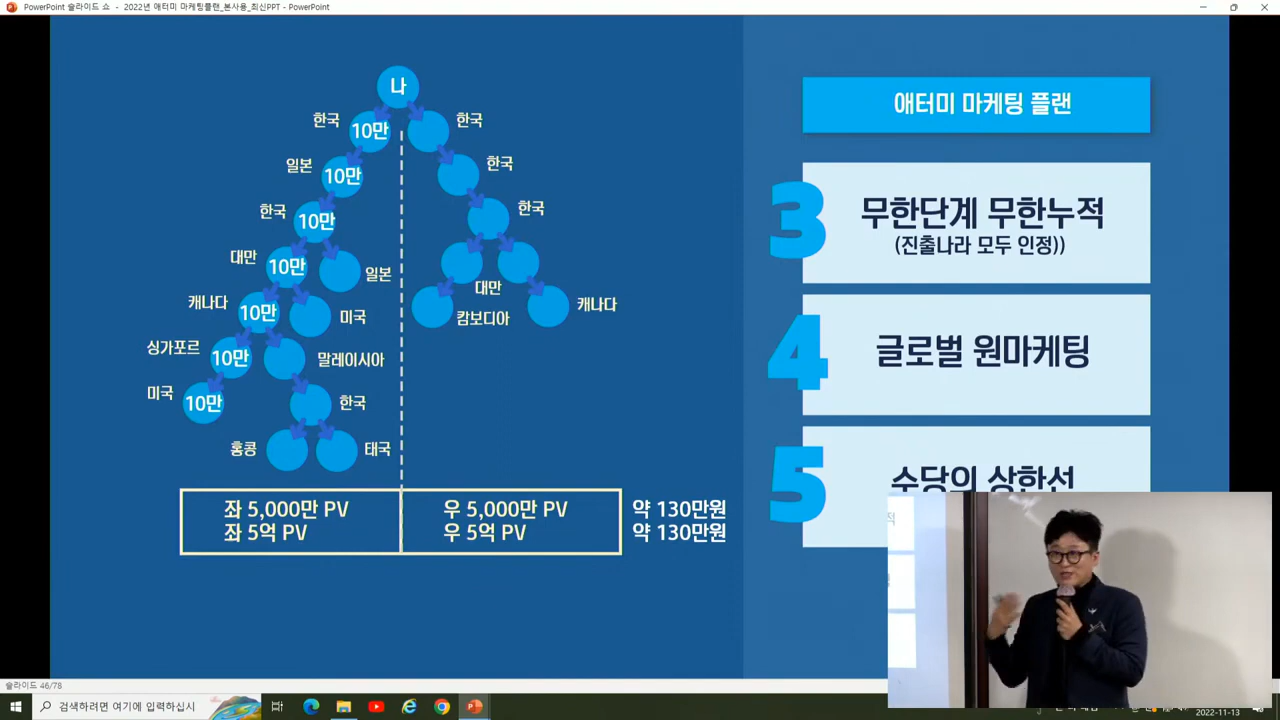 PowerPoint 슬라이드 쇼 - 2022년 애터미 마케팅플랜_본사용_최신PPT - PowerPoint
나
한국 10만 한국
일본 10만 한국
한국 10만 한국
대만 10만 일본 대만
캐나다 10만 미국 캄보디아 캐나다
싱가포르 10만 말레이시아
미국 10만 한국
홍콩 태국
좌 5,000만 PV 우 5,000만 PV 약 130만원
좌 5억 PV 우 5억 PV 약 130만원
애터미 마케팅 플랜
3 무한단계 무한누적
(진출나라 모두 인정))
4 글로벌 원마케팅
5 수당의 상한선
슬라이드 46/78
검색하려면 여기에 입력하십시
2022-11-13